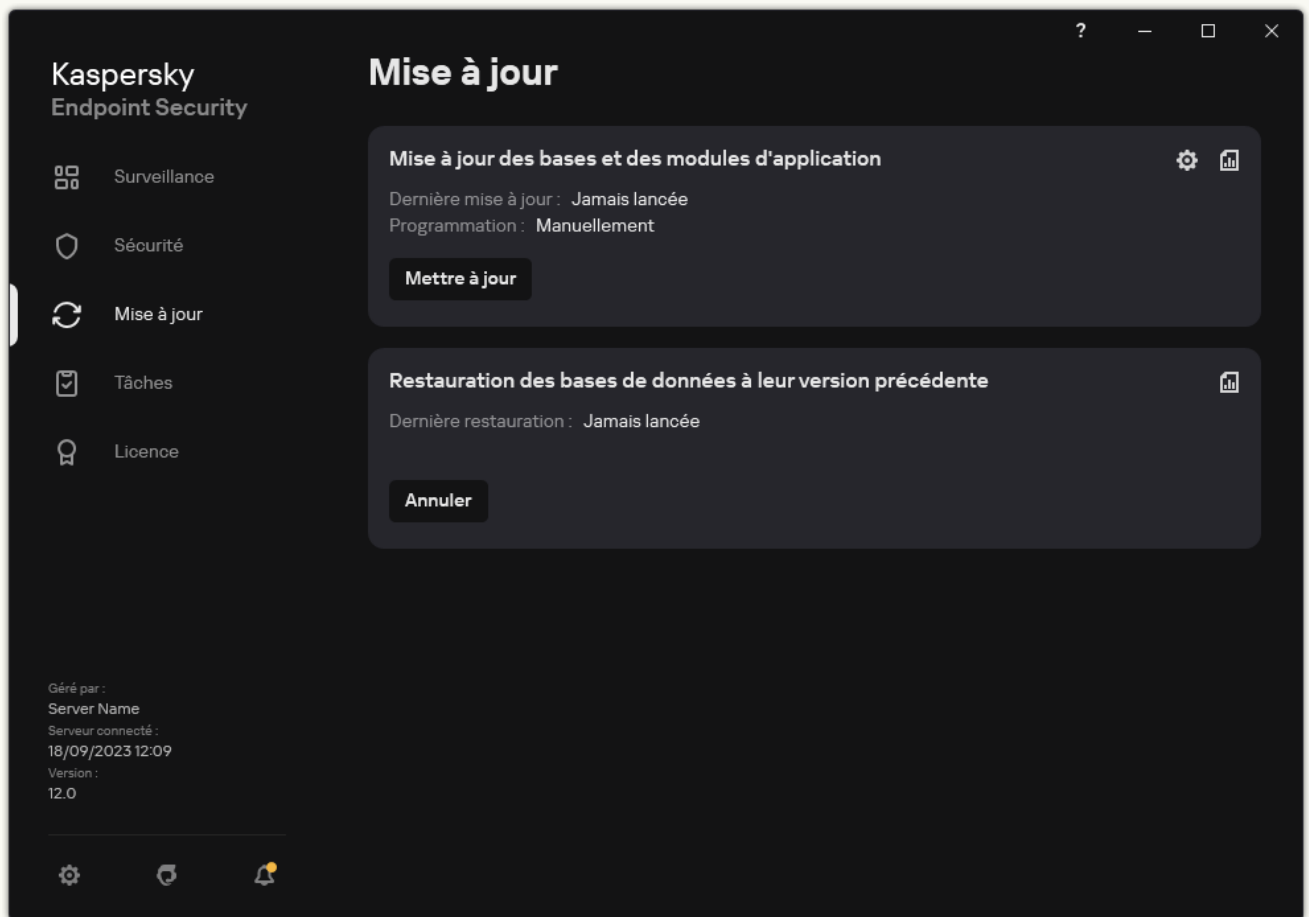 ?
Kaspersky
Endpoint Security
Surveillance
Sécurité
Mise à jour
Tâches
Licence
Géré par :
Server Name
Serveur connecté :
18/09/2023 12:09
Version :
12.0
Mise à jour
Mise à jour des bases et des modules d'application
Dernière mise à jour : Jamais lancée
Programmation : Manuellement
Mettre à jour
Restauration des bases de données à leur version précédente
Dernière restauration : Jamais lancée
Annuler